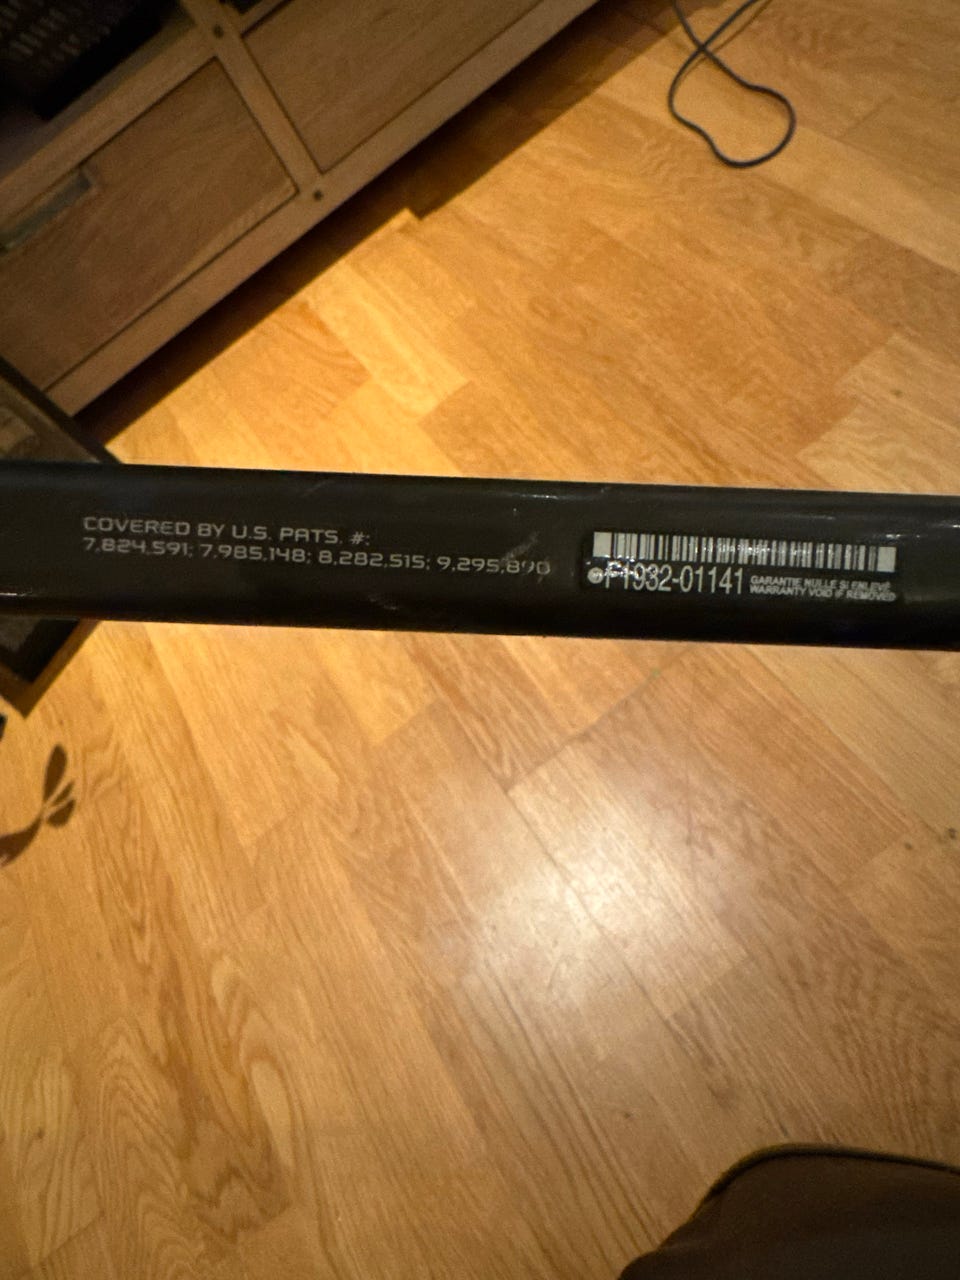 COVERED BY U.S. PATS. #:
7,824,591; 7,985,148; 8,282,515; 9,295,890
F1932-01141
GARANTIE NULLE SI ENLEVÉ
WARRANTY VOID IF REMOVED